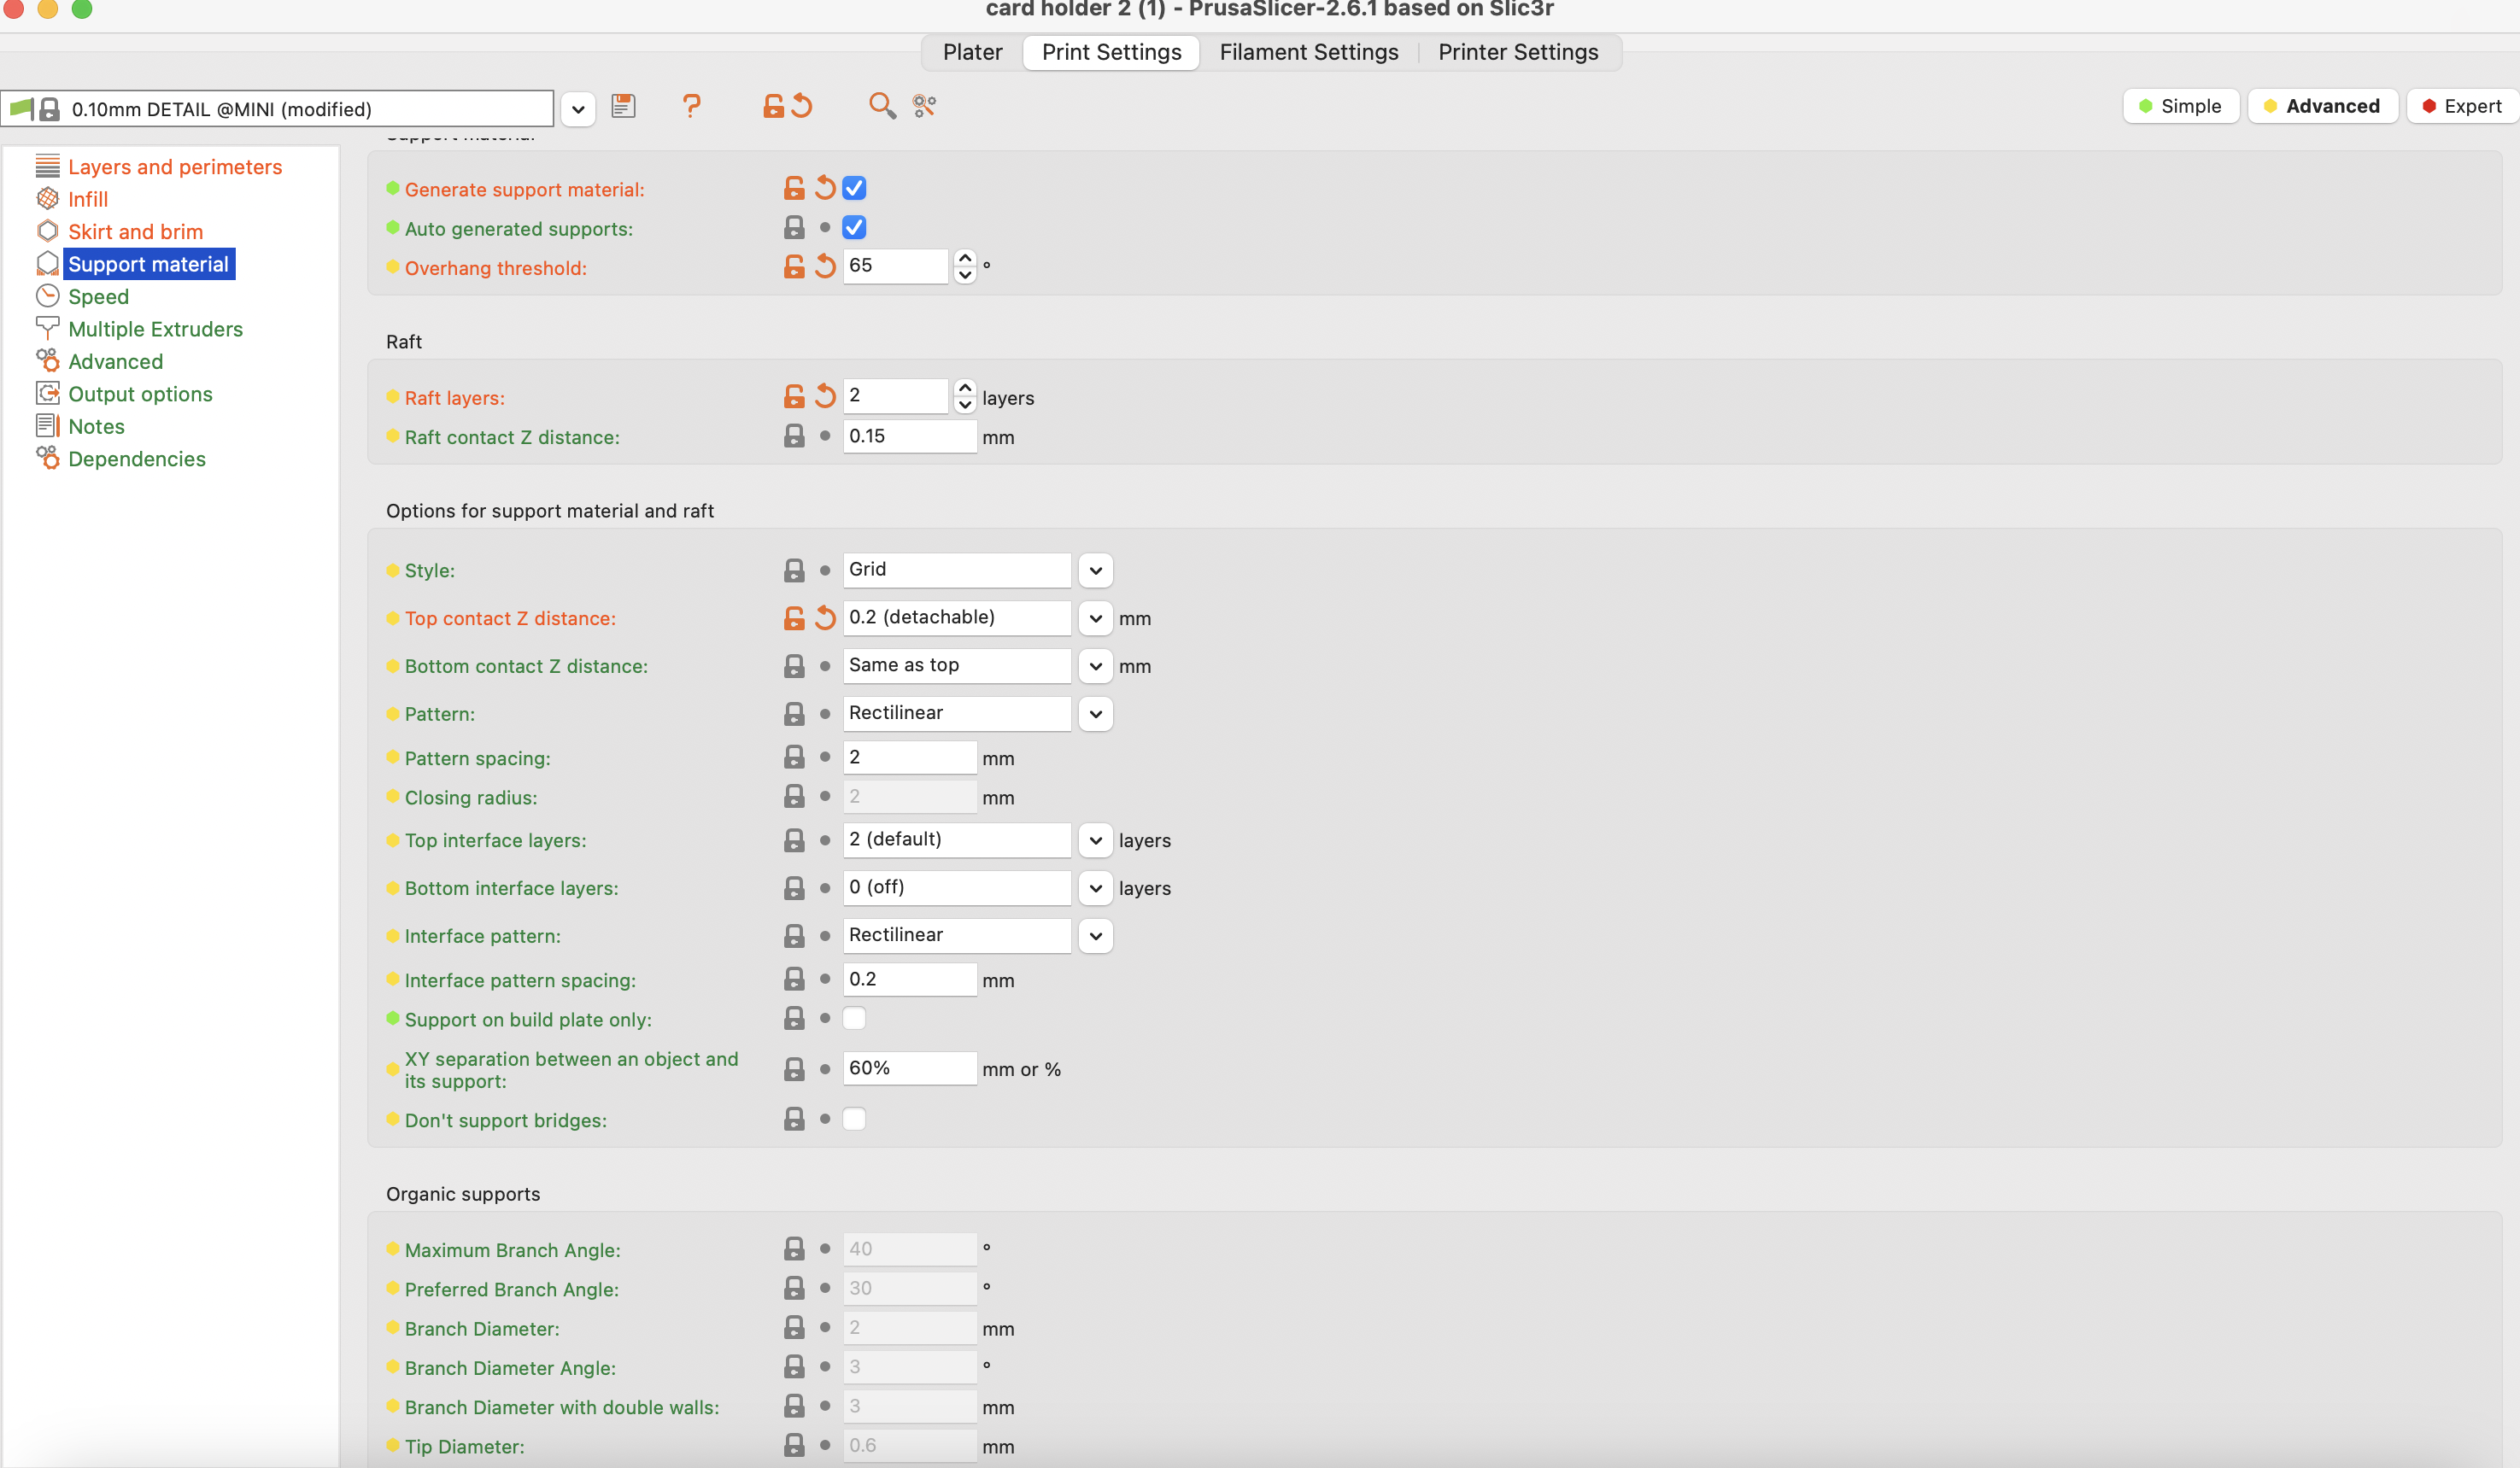 card holder 2 (1) - PrusaSlicer-2.6.1 based on Slic3r
Plater Print Settings Filament Settings Printer Settings
0.10mm DETAIL @MINI (modified)
Simple Advanced Expert
Layers and perimeters
Infill
Skirt and brim
Support material
Speed
Multiple Extruders
Advanced
Output options
Notes
Dependencies
Support material
Generate support material:
Auto generated supports:
Overhang threshold: 65 °
Raft
Raft layers: 2 layers
Raft contact Z distance: 0.15 mm
Options for support material and raft
Style: Grid
Top contact Z distance: 0.2 (detachable) mm
Bottom contact Z distance: Same as top mm
Pattern: Rectilinear
Pattern spacing: 2 mm
Closing radius: 2 mm
Top interface layers: 2 (default) layers
Bottom interface layers: 0 (off) layers
Interface pattern: Rectilinear
Interface pattern spacing: 0.2 mm
Support on build plate only:
XY separation between an object and
its support: 60% mm or %
Don't support bridges:
Organic supports
Maximum Branch Angle: 40 °
Preferred Branch Angle: 30 °
Branch Diameter: 2 mm
Branch Diameter Angle: 3 °
Branch Diameter with double walls: 3 mm
Tip Diameter: 0.6 mm